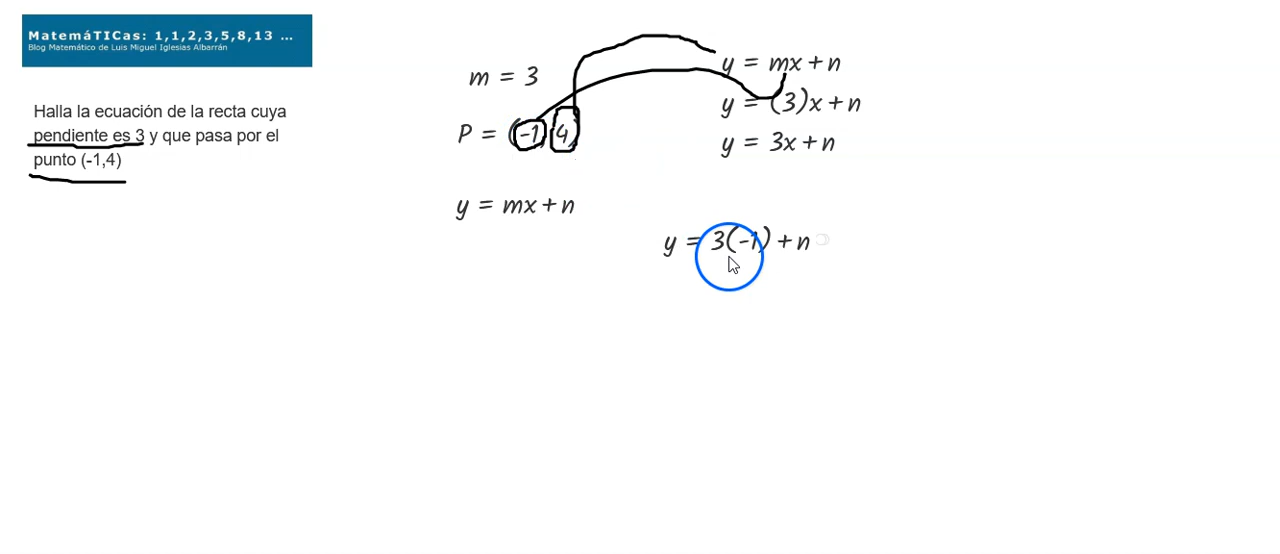 MatemáTICas: 1,1,2,3,5,8,13 ...
Blog Matemático de Luis Miguel Iglesias Albarrán
Halla la ecuación de la recta cuya
pendiente es 3 y que pasa por el
punto (-1,4)
m = 3
P = (-1,4)
y = mx + n
y = mx + n
y = (3)x + n
y = 3x + n
y = 3(-1) + n